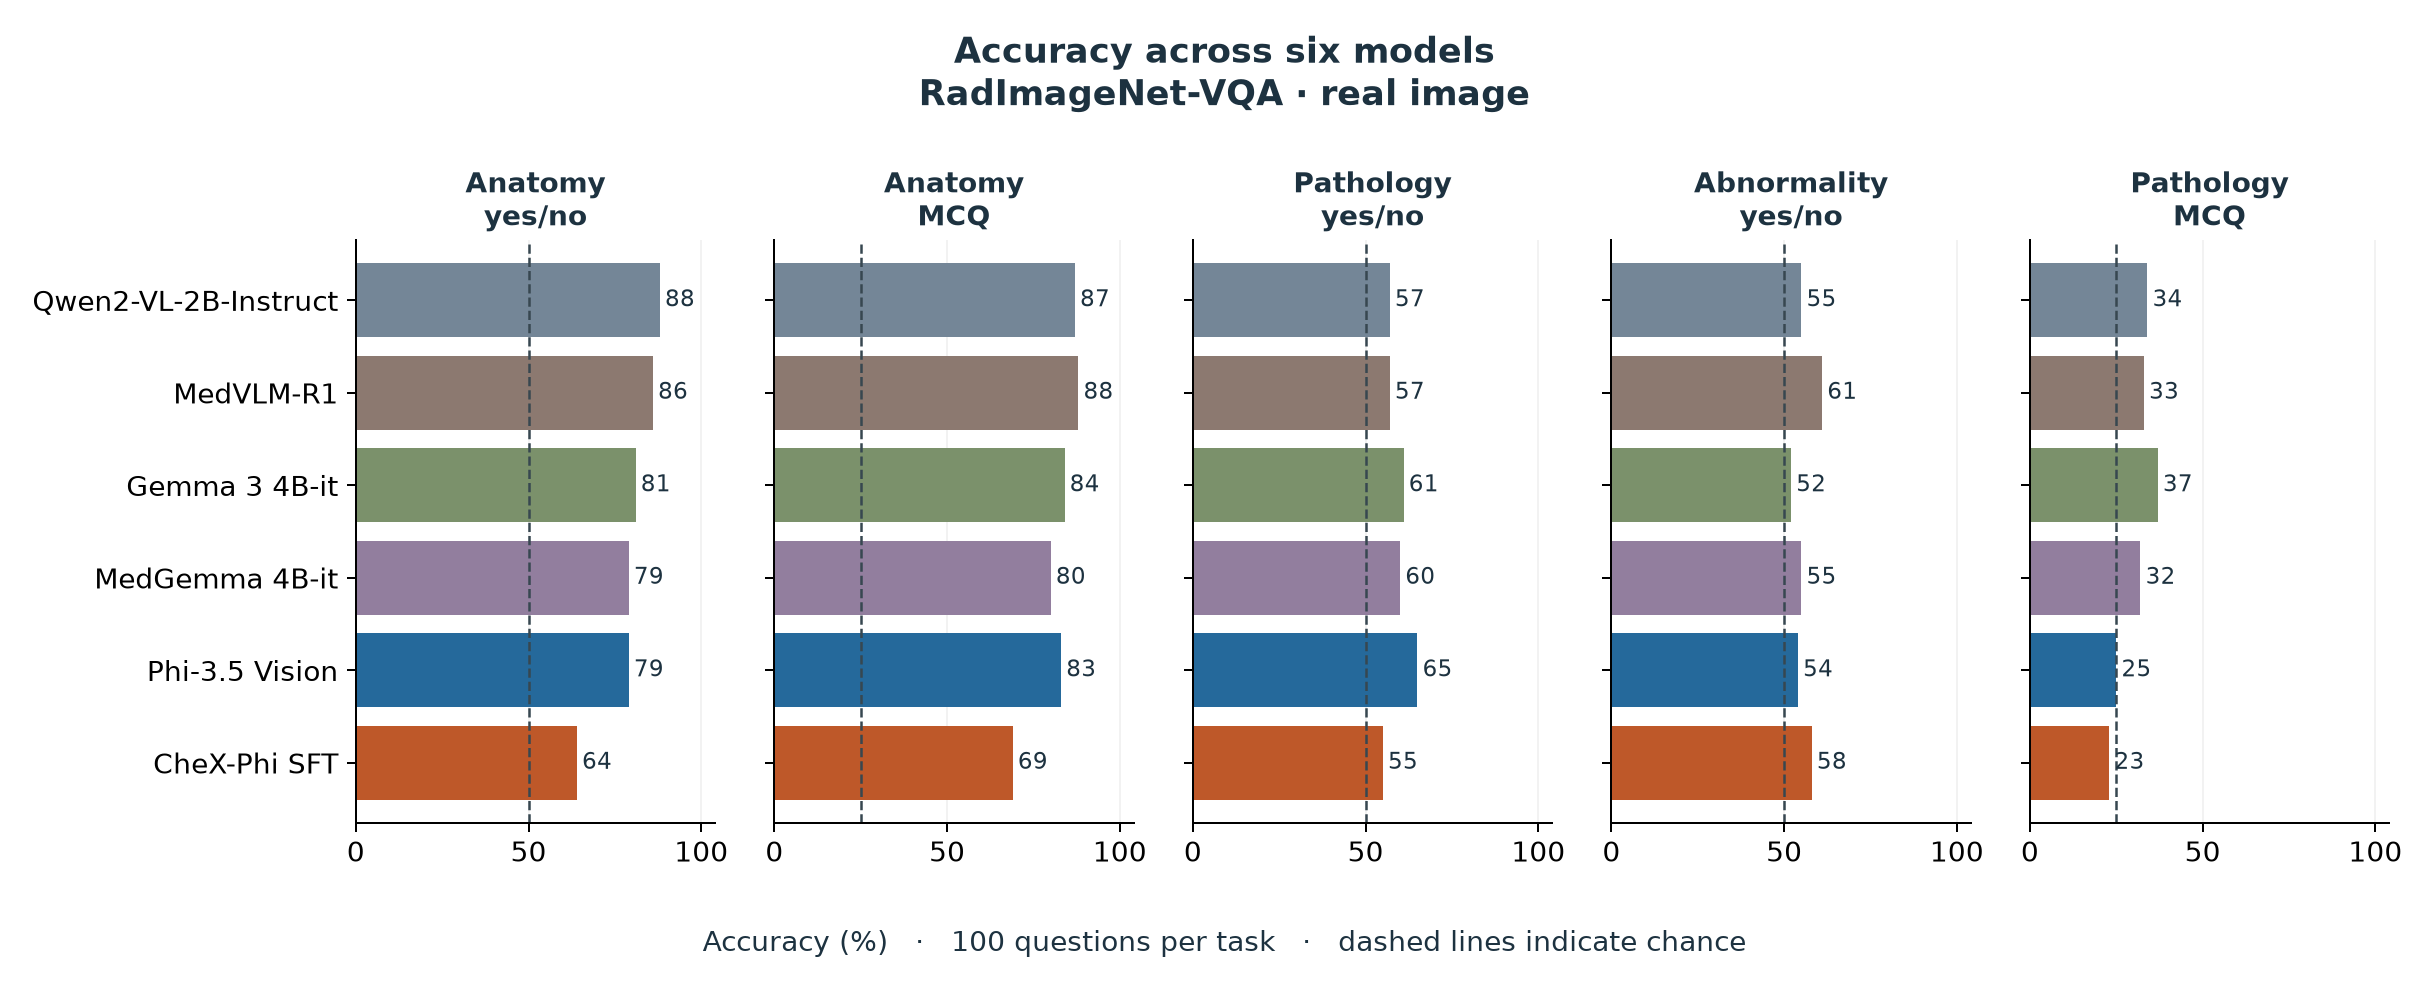 Accuracy across six models
RadImageNet-VQA · real image
Anatomy
yes/no
Anatomy
MCQ
Pathology
yes/no
Abnormality
yes/no
Pathology
MCQ
Qwen2-VL-2B-Instruct 88 87 57 55 34
MedVLM-R1 86 88 57 61 33
Gemma 3 4B-it 81 84 61 52 37
MedGemma 4B-it 79 80 60 55 32
Phi-3.5 Vision 79 83 65 54 25
CheX-Phi SFT 64 69 55 58 23
0 50 100 0 50 100 0 50 100 0 50 100 0 50 100
Accuracy (%) · 100 questions per task · dashed lines indicate chance